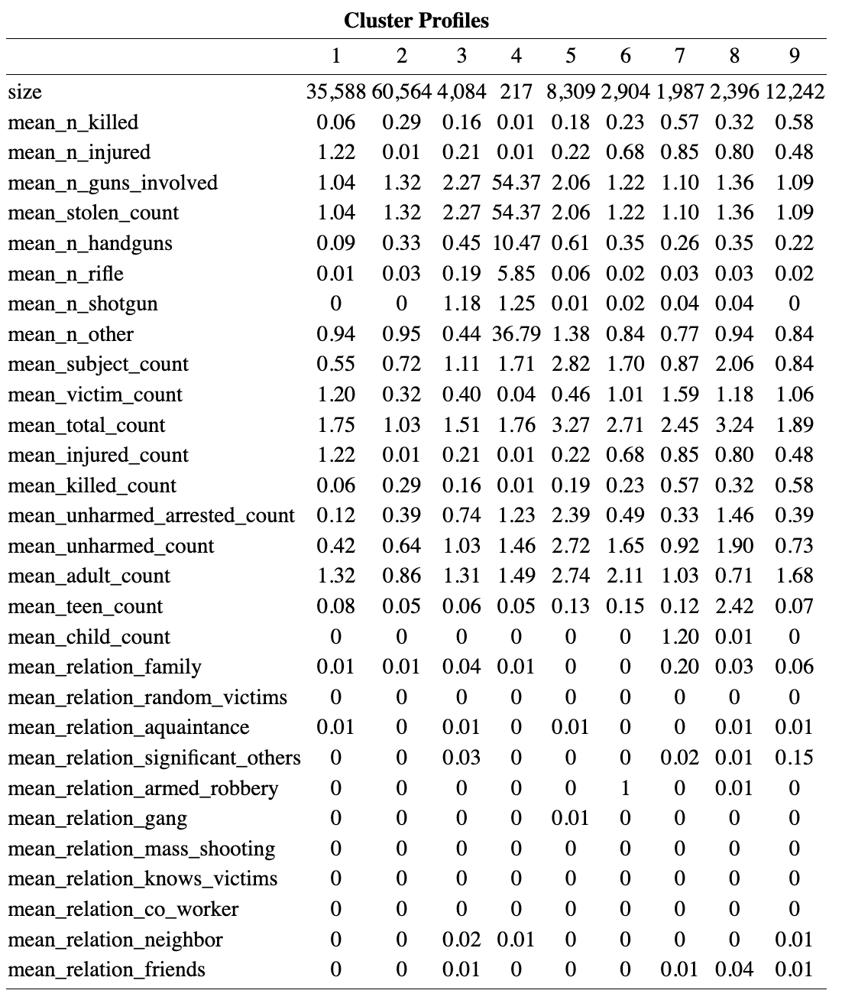 Cluster Profiles
1 2 3 4 5 6 7 8 9
size 35,588 60,564 4,084 217 8,309 2,904 1,987 2,396 12,242
mean_n_killed 0.06 0.29 0.16 0.01 0.18 0.23 0.57 0.32 0.58
mean_n_injured 1.22 0.01 0.21 0.01 0.22 0.68 0.85 0.80 0.48
mean_n_guns_involved 1.04 1.32 2.27 54.37 2.06 1.22 1.10 1.36 1.09
mean_stolen_count 1.04 1.32 2.27 54.37 2.06 1.22 1.10 1.36 1.09
mean_n_handguns 0.09 0.33 0.45 10.47 0.61 0.35 0.26 0.35 0.22
mean_n_rifle 0.01 0.03 0.19 5.85 0.06 0.02 0.03 0.03 0.02
mean_n_shotgun 0 0 1.18 1.25 0.01 0.02 0.04 0.04 0
mean_n_other 0.94 0.95 0.44 36.79 1.38 0.84 0.77 0.94 0.84
mean_subject_count 0.55 0.72 1.11 1.71 2.82 1.70 0.87 2.06 0.84
mean_victim_count 1.20 0.32 0.40 0.04 0.46 1.01 1.59 1.18 1.06
mean_total_count 1.75 1.03 1.51 1.76 3.27 2.71 2.45 3.24 1.89
mean_injured_count 1.22 0.01 0.21 0.01 0.22 0.68 0.85 0.80 0.48
mean_killed_count 0.06 0.29 0.16 0.01 0.19 0.23 0.57 0.32 0.58
mean_unharmed_arrested_count 0.12 0.39 0.74 1.23 2.39 0.49 0.33 1.46 0.39
mean_unharmed_count 0.42 0.64 1.03 1.46 2.72 1.65 0.92 1.90 0.73
mean_adult_count 1.32 0.86 1.31 1.49 2.74 2.11 1.03 0.71 1.68
mean_teen_count 0.08 0.05 0.06 0.05 0.13 0.15 0.12 2.42 0.07
mean_child_count 0 0 0 0 0 0 1.20 0.01 0
mean_relation_family 0.01 0.01 0.04 0.01 0 0 0.20 0.03 0.06
mean_relation_random_victims 0 0 0 0 0 0 0 0 0
mean_relation_aquaintance 0.01 0 0.01 0 0.01 0 0 0.01 0.01
mean_relation_significant_others 0 0 0.03 0 0 0 0.02 0.01 0.15
mean_relation_armed_robbery 0 0 0 0 0 1 0 0.01 0
mean_relation_gang 0 0 0 0 0.01 0 0 0 0
mean_relation_mass_shooting 0 0 0 0 0 0 0 0 0
mean_relation_knows_victims 0 0 0 0 0 0 0 0 0
mean_relation_co_worker 0 0 0 0 0 0 0 0 0
mean_relation_neighbor 0 0 0.02 0.01 0 0 0 0 0.01
mean_relation_friends 0 0 0.01 0 0 0 0.01 0.04 0.01